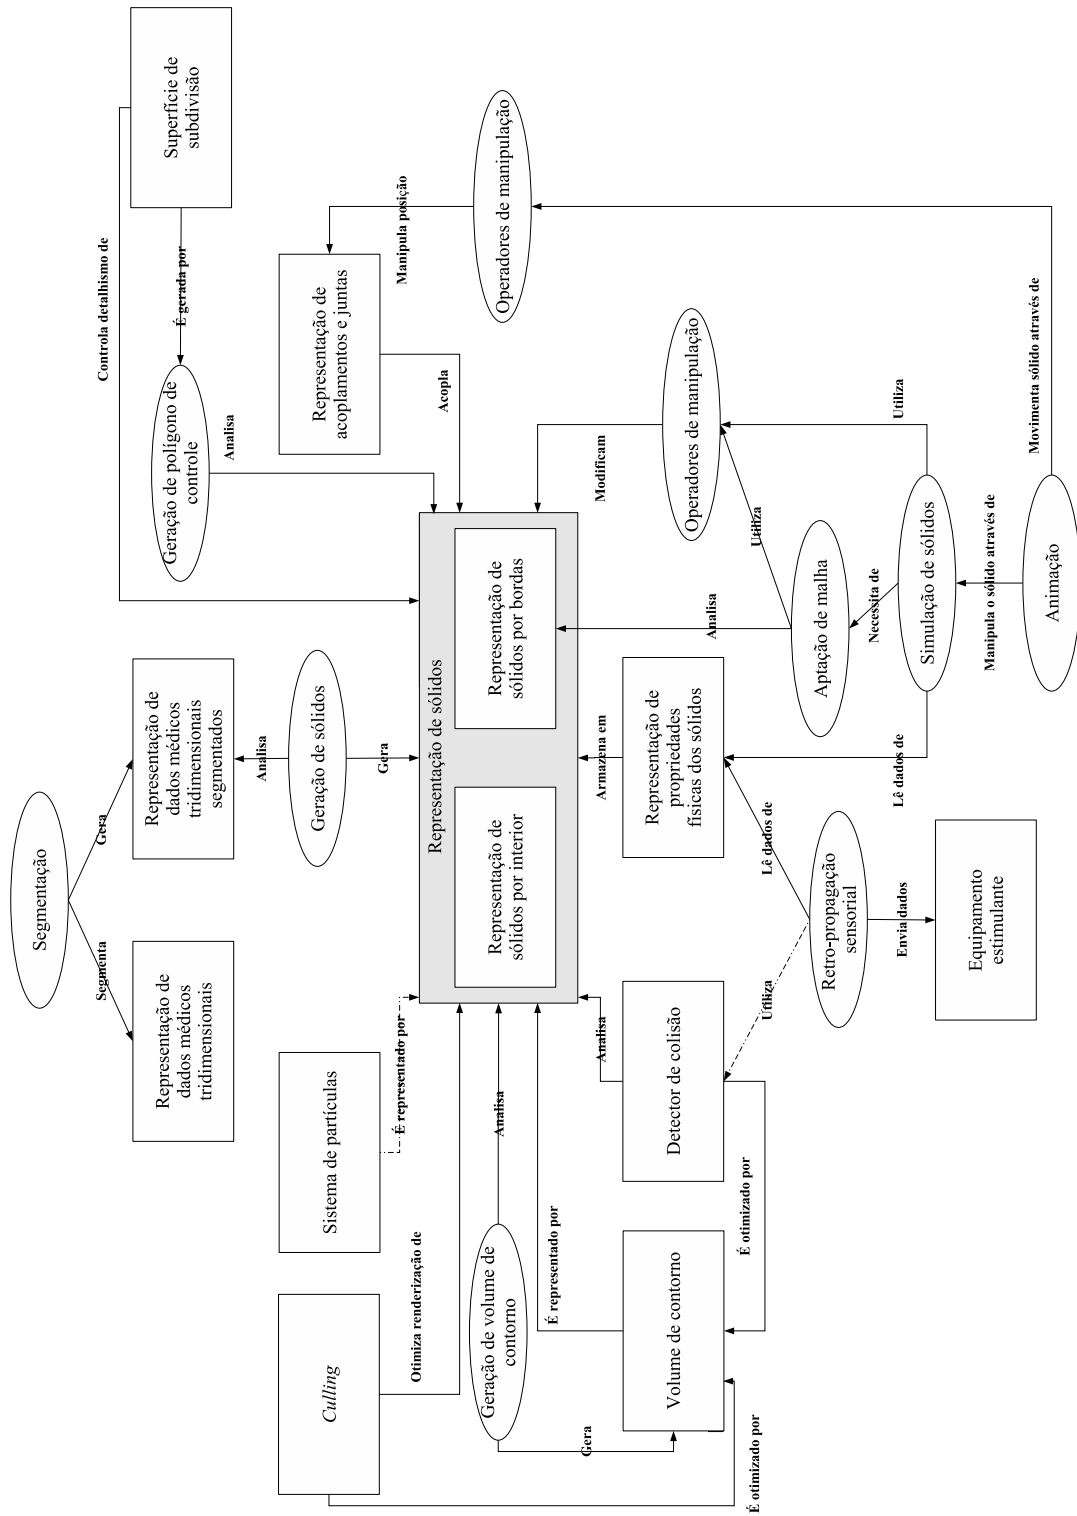 Segmentação
Segmenta
Gera
Representação de
dados médicos
tridimensionais
Representação de
dados médicos
tridimensionais
segmentados
Analisa
Geração de sólidos
Gera
Superfície de
subdivisão
É gerada por
Controla detalhismo de
Geração de polígono de
controle
Analisa
Culling
Otimiza renderização de
É otimizado por
Sistema de partículas
É representado por
Representação de
acoplamentos e juntas
Acopla
Manipula posição
Operadores de manipulação
Representação de sólidos
Representação de
sólidos por interior
Representação de
sólidos por bordas
Geração de volume de
contorno
Analisa
Gera
É representado por
Volume de contorno
É otimizado por
Detector de colisão
Analisa
Armazena em
Representação de
propriedades
físicas dos sólidos
Modificam
Operadores de manipulação
Utiliza
Utiliza
Analisa
Aptação de malha
Necessita de
Utiliza
Lê dados de
Retro-propagação
sensorial
Envia dados
Equipamento
estimulante
Lê dados de
Simulação de sólidos
Manipula o sólido através de
Movimenta sólido através de
Animação